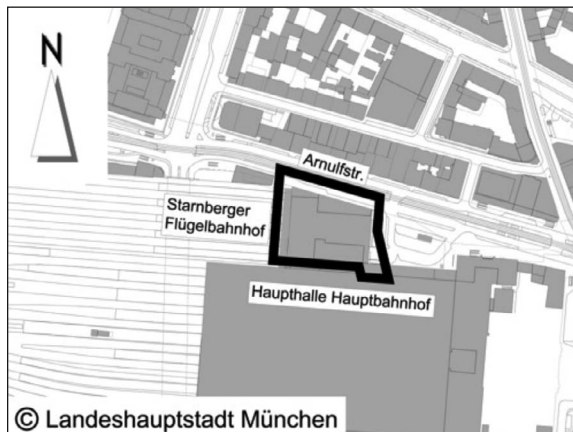 N
Arnulfstr.
Starnberger
Flügelbahnhof
Haupthalle Hauptbahnhof
© Landeshauptstadt München